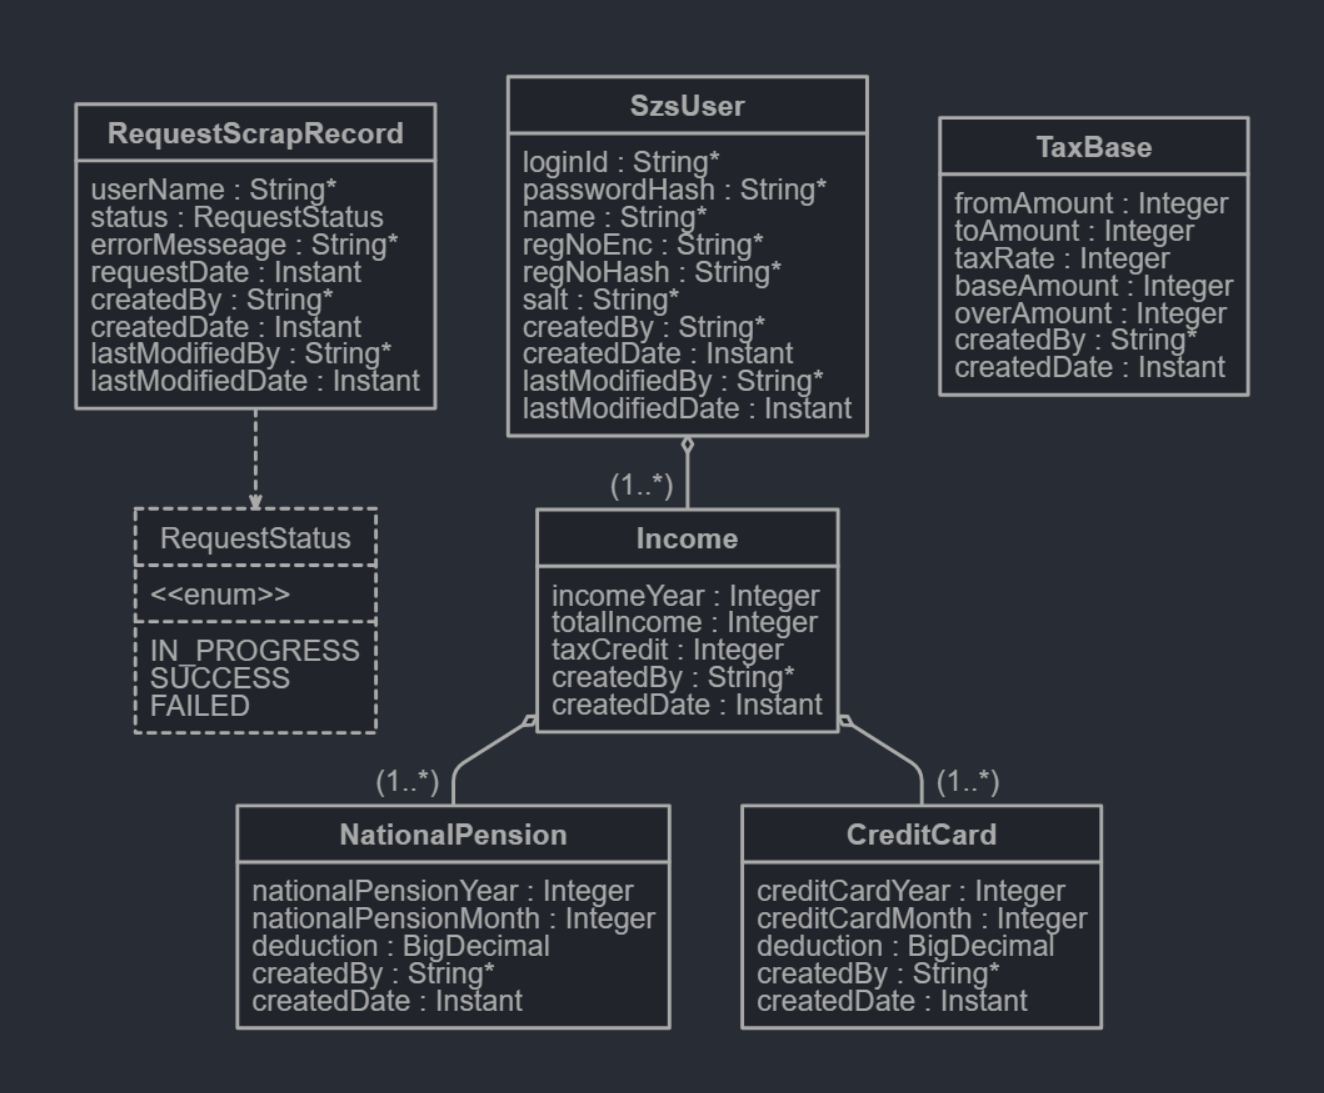 RequestScrapRecord
userName : String*
status : RequestStatus
errorMesseage : String*
requestDate : Instant
createdBy : String*
createdDate : Instant
lastModifiedBy : String*
lastModifiedDate : Instant
SzsUser
loginId : String*
passwordHash : String*
name : String*
regNoEnc : String*
regNoHash : String*
salt : String*
createdBy : String*
createdDate : Instant
lastModifiedBy : String*
lastModifiedDate : Instant
TaxBase
fromAmount : Integer
toAmount : Integer
taxRate : Integer
baseAmount : Integer
overAmount : Integer
createdBy : String*
createdDate : Instant
(1..*)
RequestStatus
<<enum>>
IN_PROGRESS
SUCCESS
FAILED
Income
incomeYear : Integer
totalIncome : Integer
taxCredit : Integer
createdBy : String*
createdDate : Instant
(1..*)
(1..*)
NationalPension
nationalPensionYear : Integer
nationalPensionMonth : Integer
deduction : BigDecimal
createdBy : String*
createdDate : Instant
CreditCard
creditCardYear : Integer
creditCardMonth : Integer
deduction : BigDecimal
createdBy : String*
createdDate : Instant